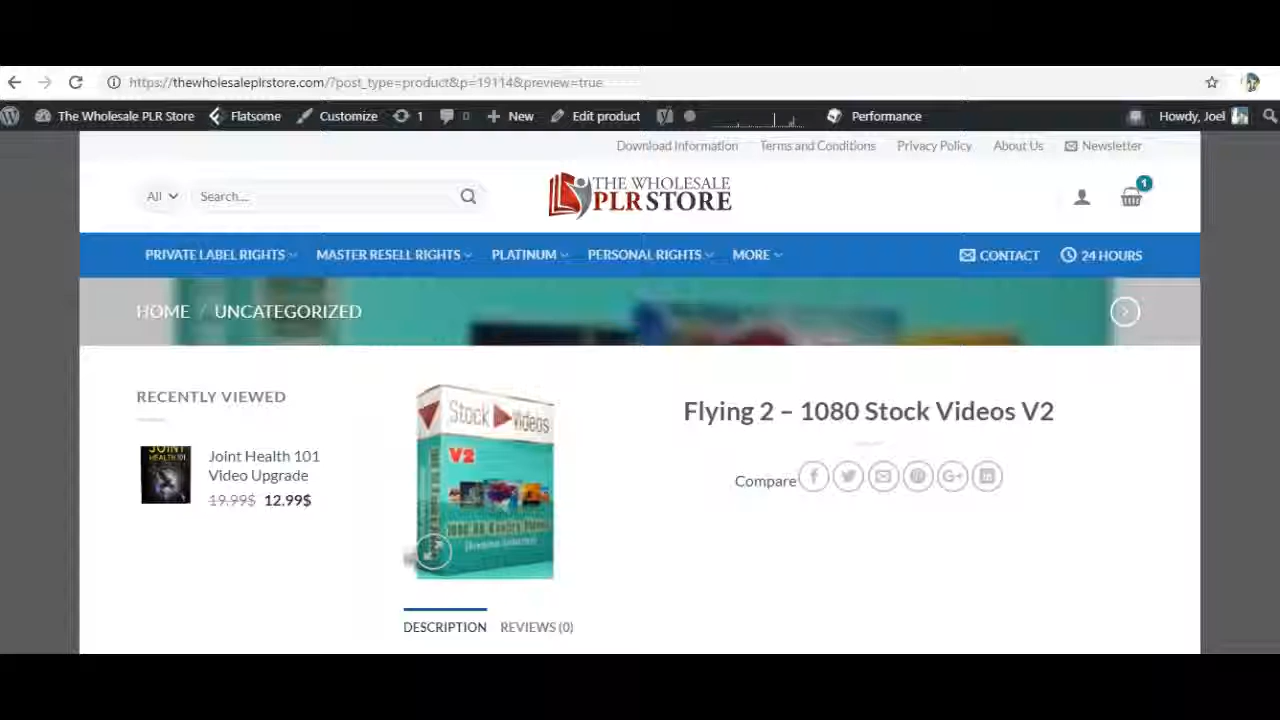 https://thewholesaleplrstore.com/?post_type=product&p=19114&preview=true
The Wholesale PLR Store Flatsome Customize 1 0 New Edit product Performance Howdy, Joel
Download Information Terms and Conditions Privacy Policy About Us Newsletter
All Search... THE WHOLESALE
PLR STORE 1
PRIVATE LABEL RIGHTS MASTER RESELL RIGHTS PLATINUM PERSONAL RIGHTS MORE CONTACT 24 HOURS
HOME / UNCATEGORIZED
RECENTLY VIEWED
JOINT
HEALTH 101
Joint Health 101
Video Upgrade
19.99$ 12.99$
Stock Videos
V2
Flying 2 – 1080 Stock Videos V2
Compare
DESCRIPTION REVIEWS (0)